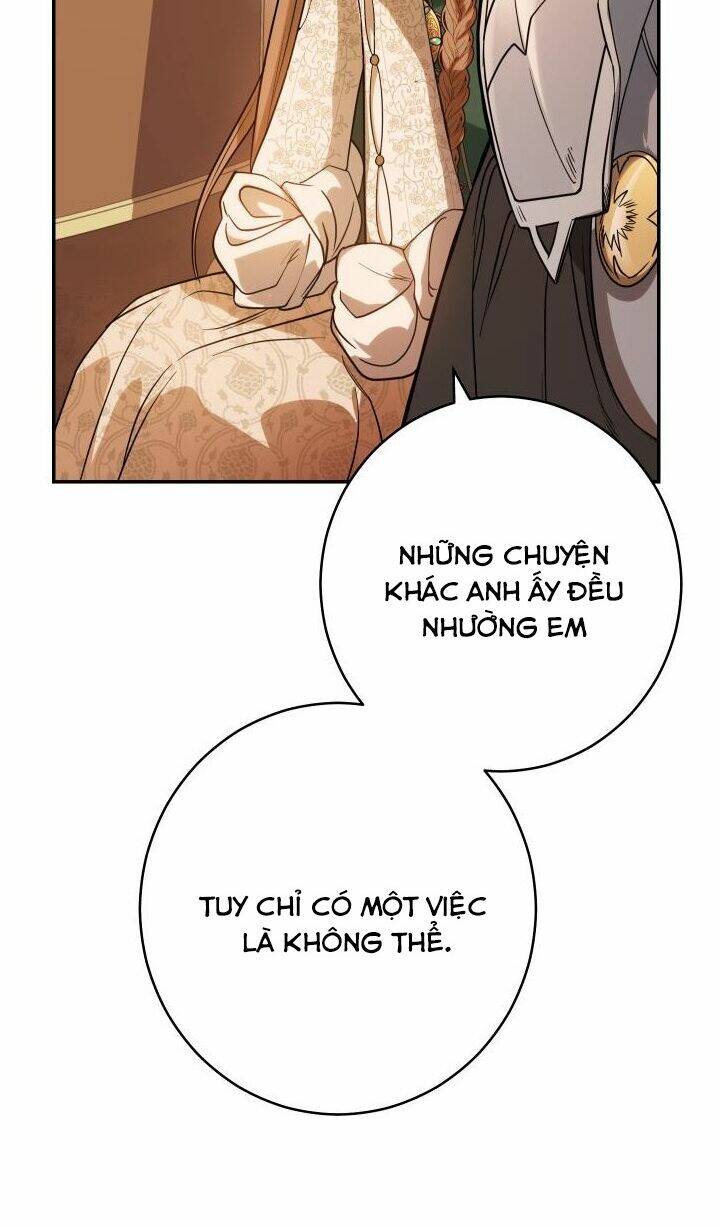 NHỮNG CHUYỆN
KHÁC ANH ẤY ĐỀU
NHƯỜNG EM
TUY CHỈ CÓ MỘT VIỆC
LÀ KHÔNG THỂ.